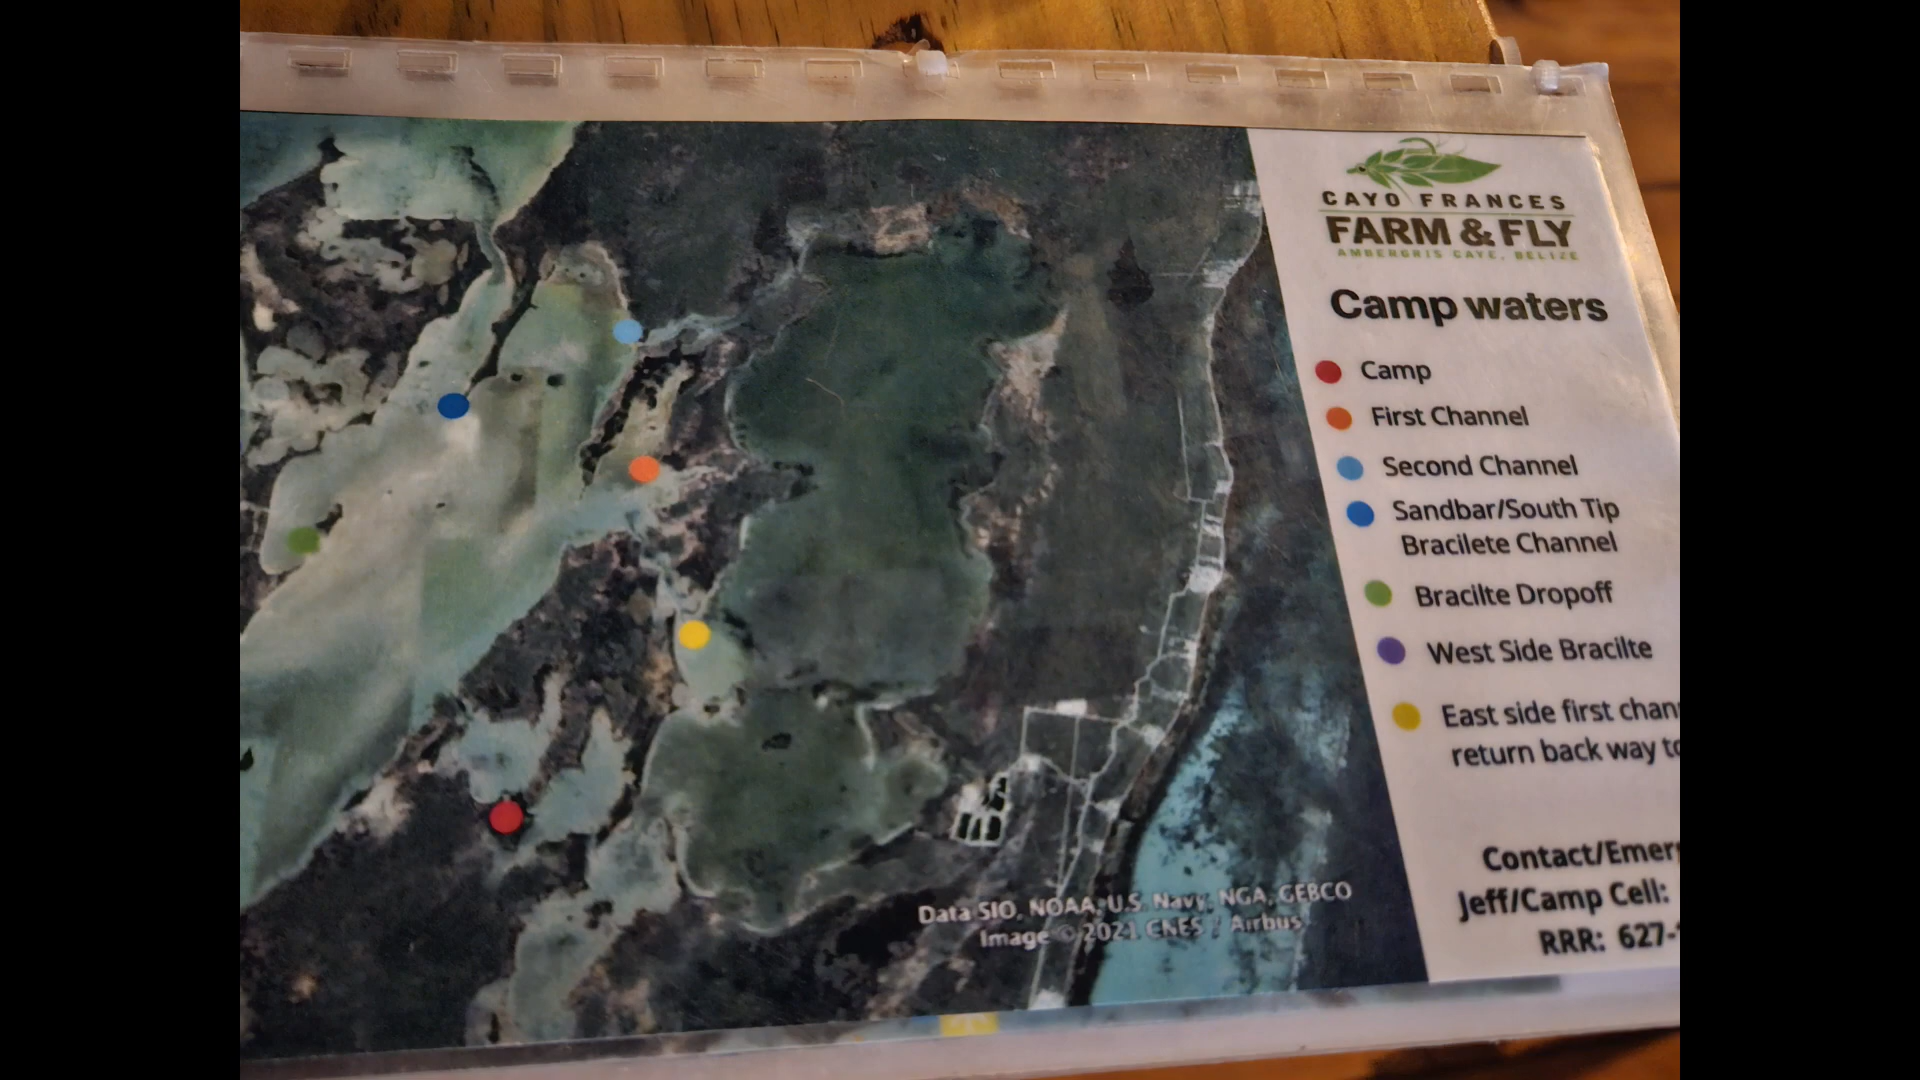 CAYO FRANCES
FARM & FLY
AMBERGRIS CAYE, BELIZE
Camp waters
Camp
First Channel
Second Channel
Sandbar/South Tip
Bracilete Channel
Bracilte Dropoff
West Side Bracilte
East side first chan
return back way to
Contact/Emer
Jeff/Camp Cell:
RRR: 627-
Data SIO, NOAA, U.S. Navy, NGA, GEBCO
Image © 2021 CNES / Airbus